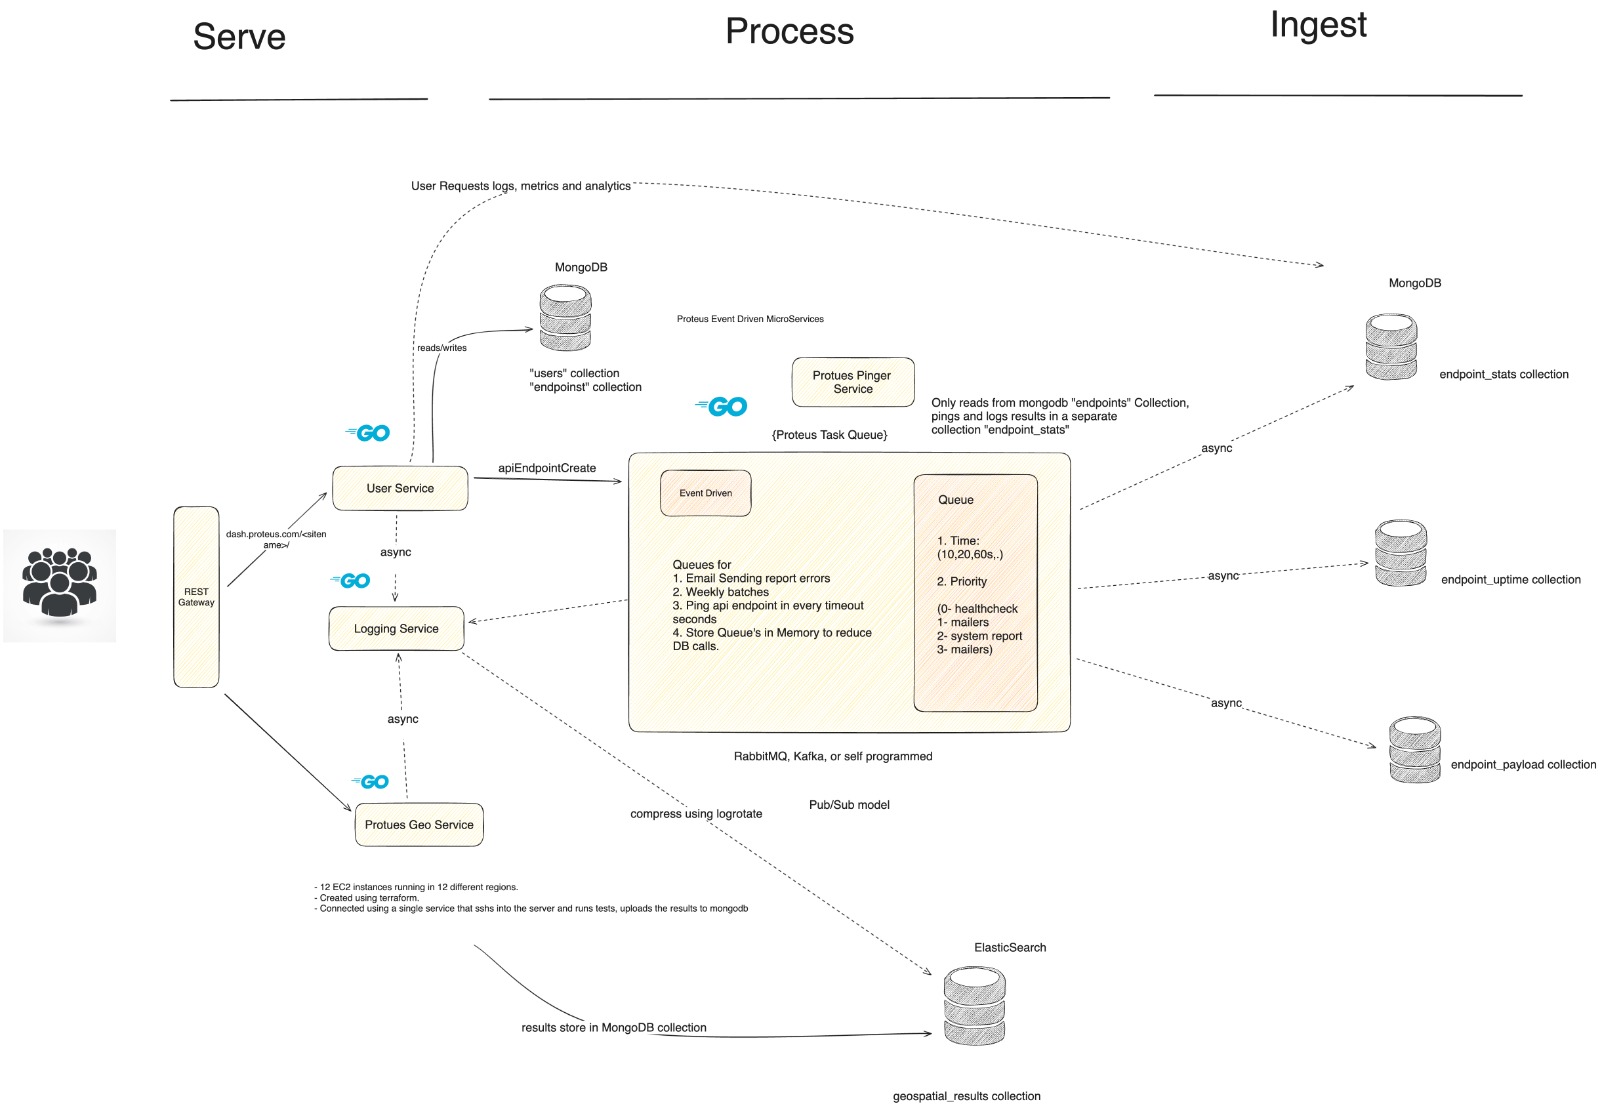 Serve
Process
Ingest
User Requests logs, metrics and analytics
MongoDB
MongoDB
Proteus Event Driven MicroServices
reads/writes
"users" collection
"endpoinst" collection
Protues Pinger
Service
endpoint_stats collection
GO
GO
Only reads from mongodb "endpoints" Collection,
pings and logs results in a separate
collection "endpoint_stats"
{Proteus Task Queue}
async
apiEndpointCreate
User Service
Event Driven
Queue
1. Time:
(10,20,60s,.)
2. Priority
(0- healthcheck
1- mailers
2- system report
3- mailers)
dash.proteus.com/<siten
ame>/
async
Queues for
1. Email Sending report errors
2. Weekly batches
3. Ping api endpoint in every timeout
seconds
4. Store Queue's in Memory to reduce
DB calls.
GO
async
endpoint_uptime collection
REST
Gateway
Logging Service
async
async
RabbitMQ, Kafka, or self programmed
endpoint_payload collection
GO
Pub/Sub model
compress using logrotate
Protues Geo Service
- 12 EC2 instances running in 12 different regions.
- Created using terraform.
- Connected using a single service that sshs into the server and runs tests, uploads the results to mongodb
ElasticSearch
results store in MongoDB collection
geospatial_results collection